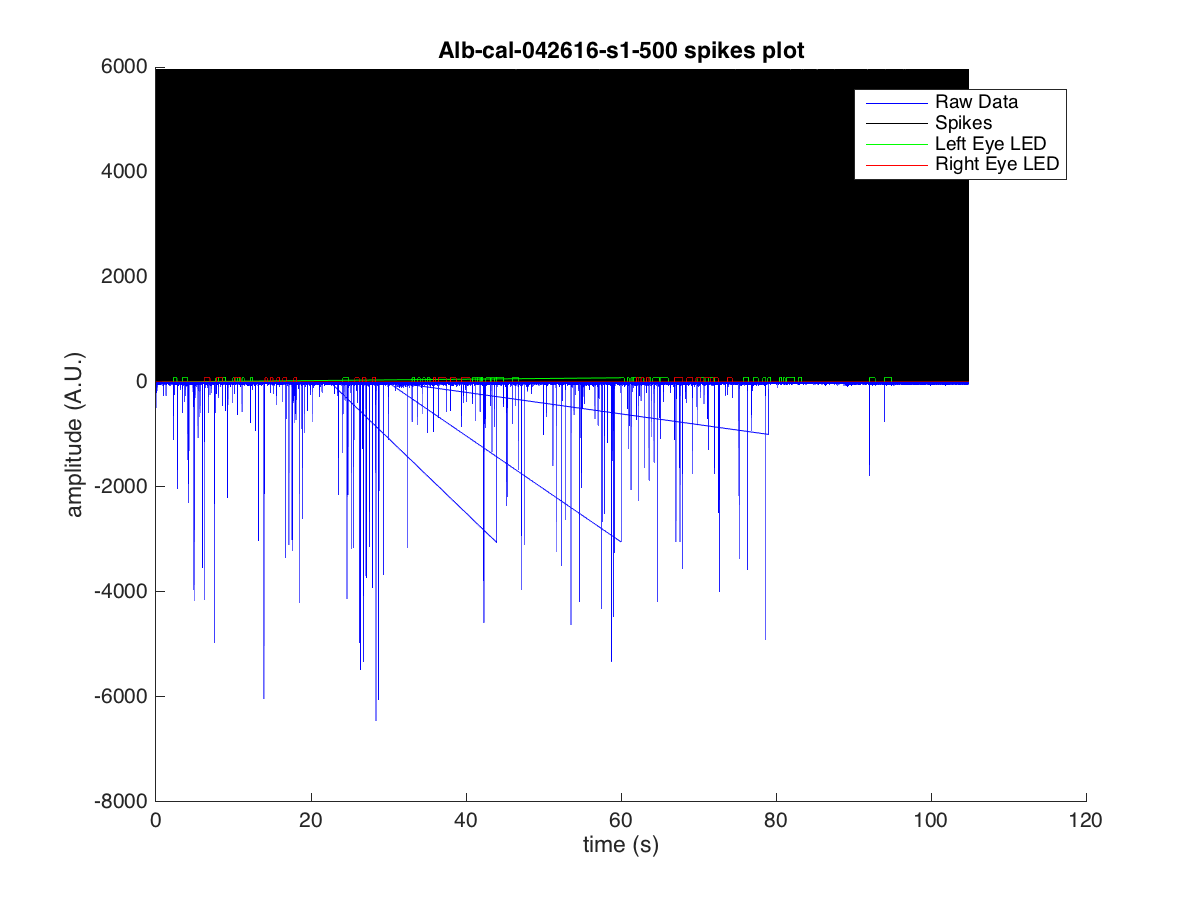 Alb-cal-042616-s1-500 spikes plot
6000
4000
2000
0
-2000
-4000
-6000
-8000
amplitude (A.U.)
Raw Data
Spikes
Left Eye LED
Right Eye LED
0 20 40 60 80 100 120
time (s)